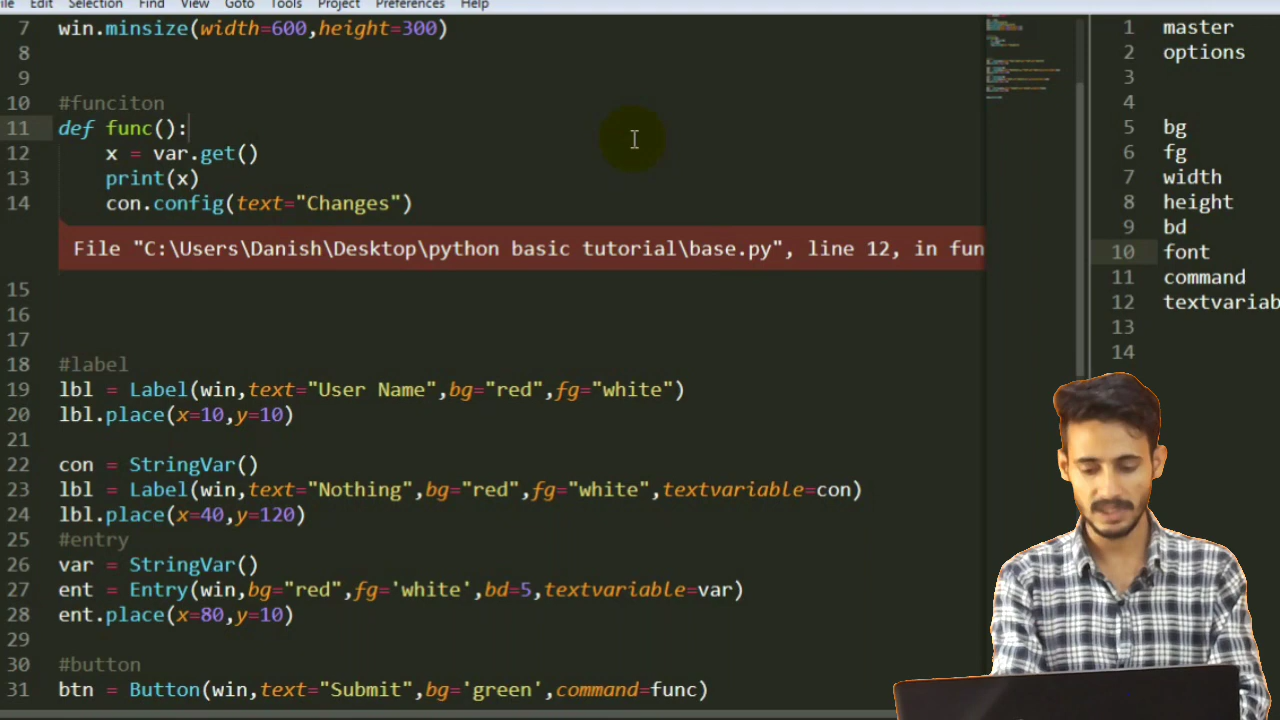 ile Edit Selection Find View Goto Tools Project Preferences Help
7 win.minsize(width=600,height=300)
8
9
10 #funciton
11 def func():
12 x = var.get()
13 print(x)
14 con.config(text="Changes")
File "C:\Users\Danish\Desktop\python basic tutorial\base.py", line 12, in fun
15
16
17
18 #label
19 lbl = Label(win,text="User Name",bg="red",fg="white")
20 lbl.place(x=10,y=10)
21
22 con = StringVar()
23 lbl = Label(win,text="Nothing",bg="red",fg="white",textvariable=con)
24 lbl.place(x=40,y=120)
25 #entry
26 var = StringVar()
27 ent = Entry(win,bg="red",fg='white',bd=5,textvariable=var)
28 ent.place(x=80,y=10)
29
30 #button
31 btn = Button(win,text="Submit",bg='green',command=func)
1 master
2 options
3
4
5 bg
6 fg
7 width
8 height
9 bd
10 font
11 command
12 textvariab
13
14